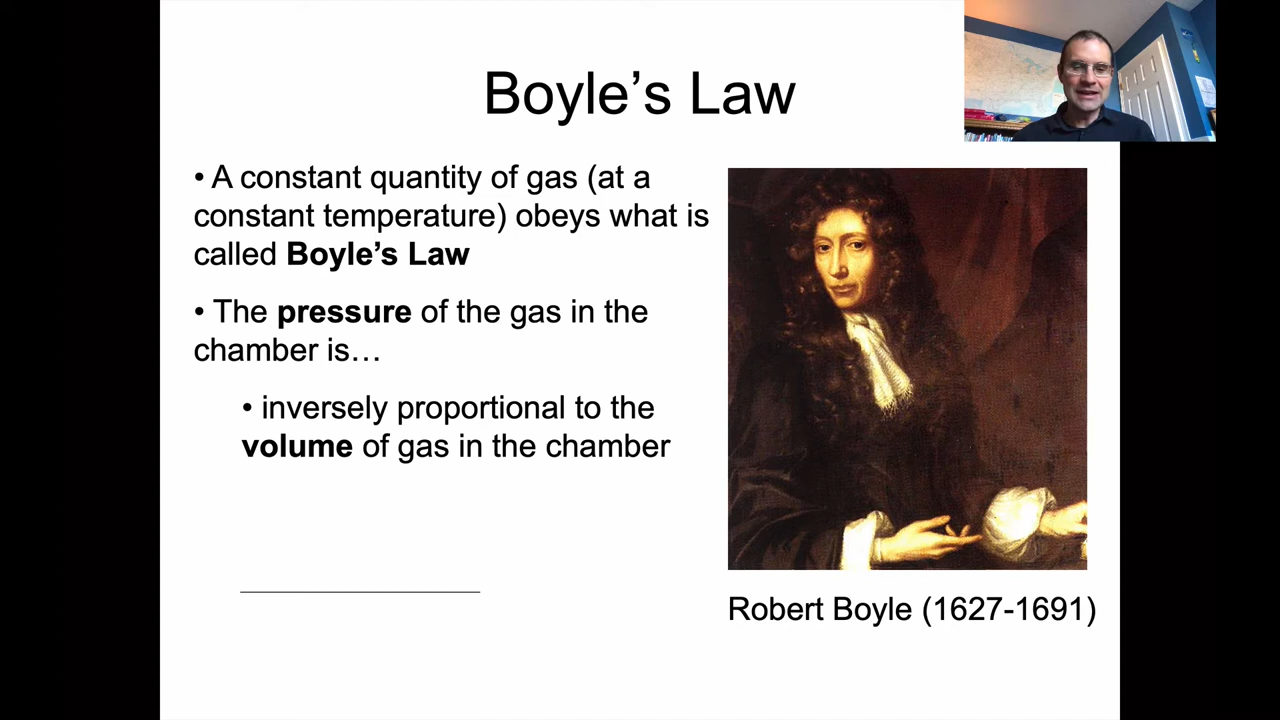 Boyle’s Law
• A constant quantity of gas (at a
constant temperature) obeys what is
called Boyle’s Law
• The pressure of the gas in the
chamber is…
• inversely proportional to the
volume of gas in the chamber
Robert Boyle (1627-1691)